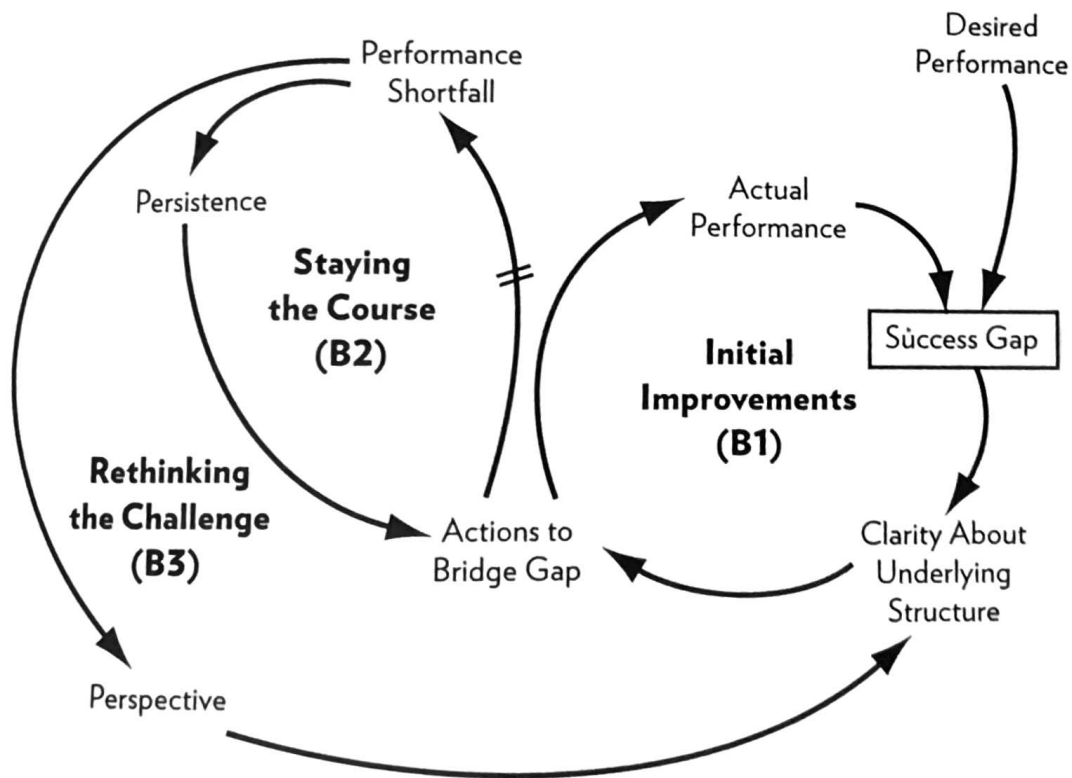 Desired
Performance
Performance
Shortfall
Persistence
Actual
Performance
Staying
the Course
(B2)
Success Gap
Initial
Improvements
(B1)
Rethinking
the Challenge
(B3)
Actions to
Bridge Gap
Clarity About
Underlying
Structure
Perspective